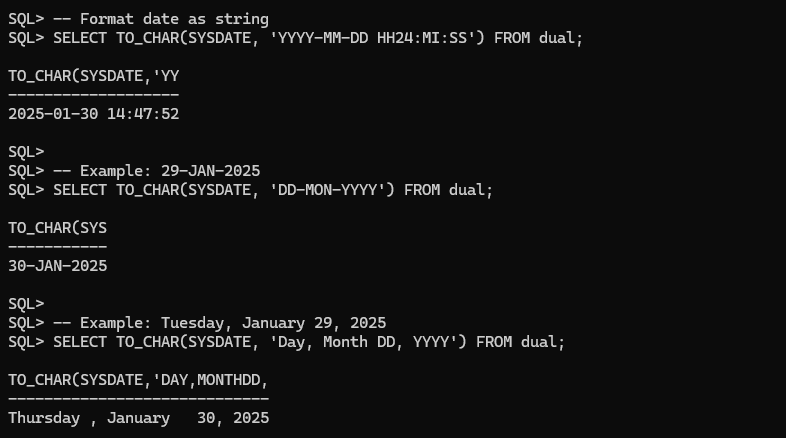 SQL> -- Format date as string
SQL> SELECT TO_CHAR(SYSDATE, 'YYYY-MM-DD HH24:MI:SS') FROM dual;
TO_CHAR(SYSDATE,'YY
-------------------
2025-01-30 14:47:52
SQL>
SQL> -- Example: 29-JAN-2025
SQL> SELECT TO_CHAR(SYSDATE, 'DD-MON-YYYY') FROM dual;
TO_CHAR(SYS
-----------
30-JAN-2025
SQL>
SQL> -- Example: Tuesday, January 29, 2025
SQL> SELECT TO_CHAR(SYSDATE, 'Day, Month DD, YYYY') FROM dual;
TO_CHAR(SYSDATE,'DAY,MONTHDD,
-----------------------------
Thursday , January   30, 2025